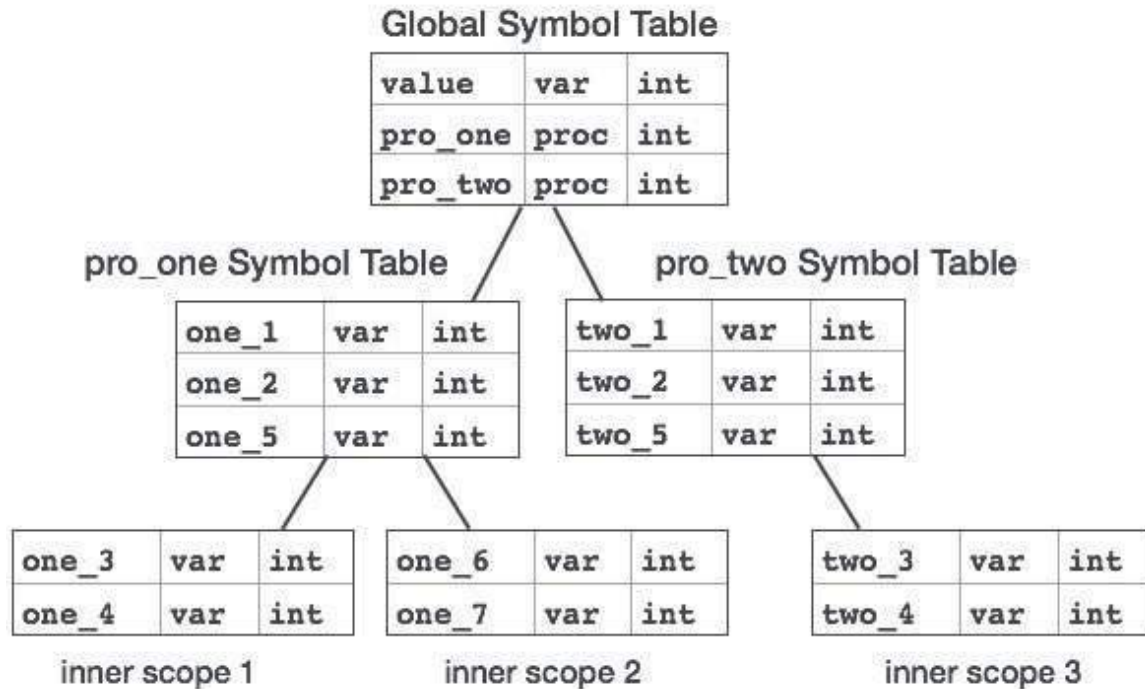 Global Symbol Table
value var int
pro_one proc int
pro_two proc int
pro_one Symbol Table
one_1 var int
one_2 var int
one_5 var int
pro_two Symbol Table
two_1 var int
two_2 var int
two_5 var int
one_3 var int
one_4 var int
inner scope 1
one_6 var int
one_7 var int
inner scope 2
two_3 var int
two_4 var int
inner scope 3